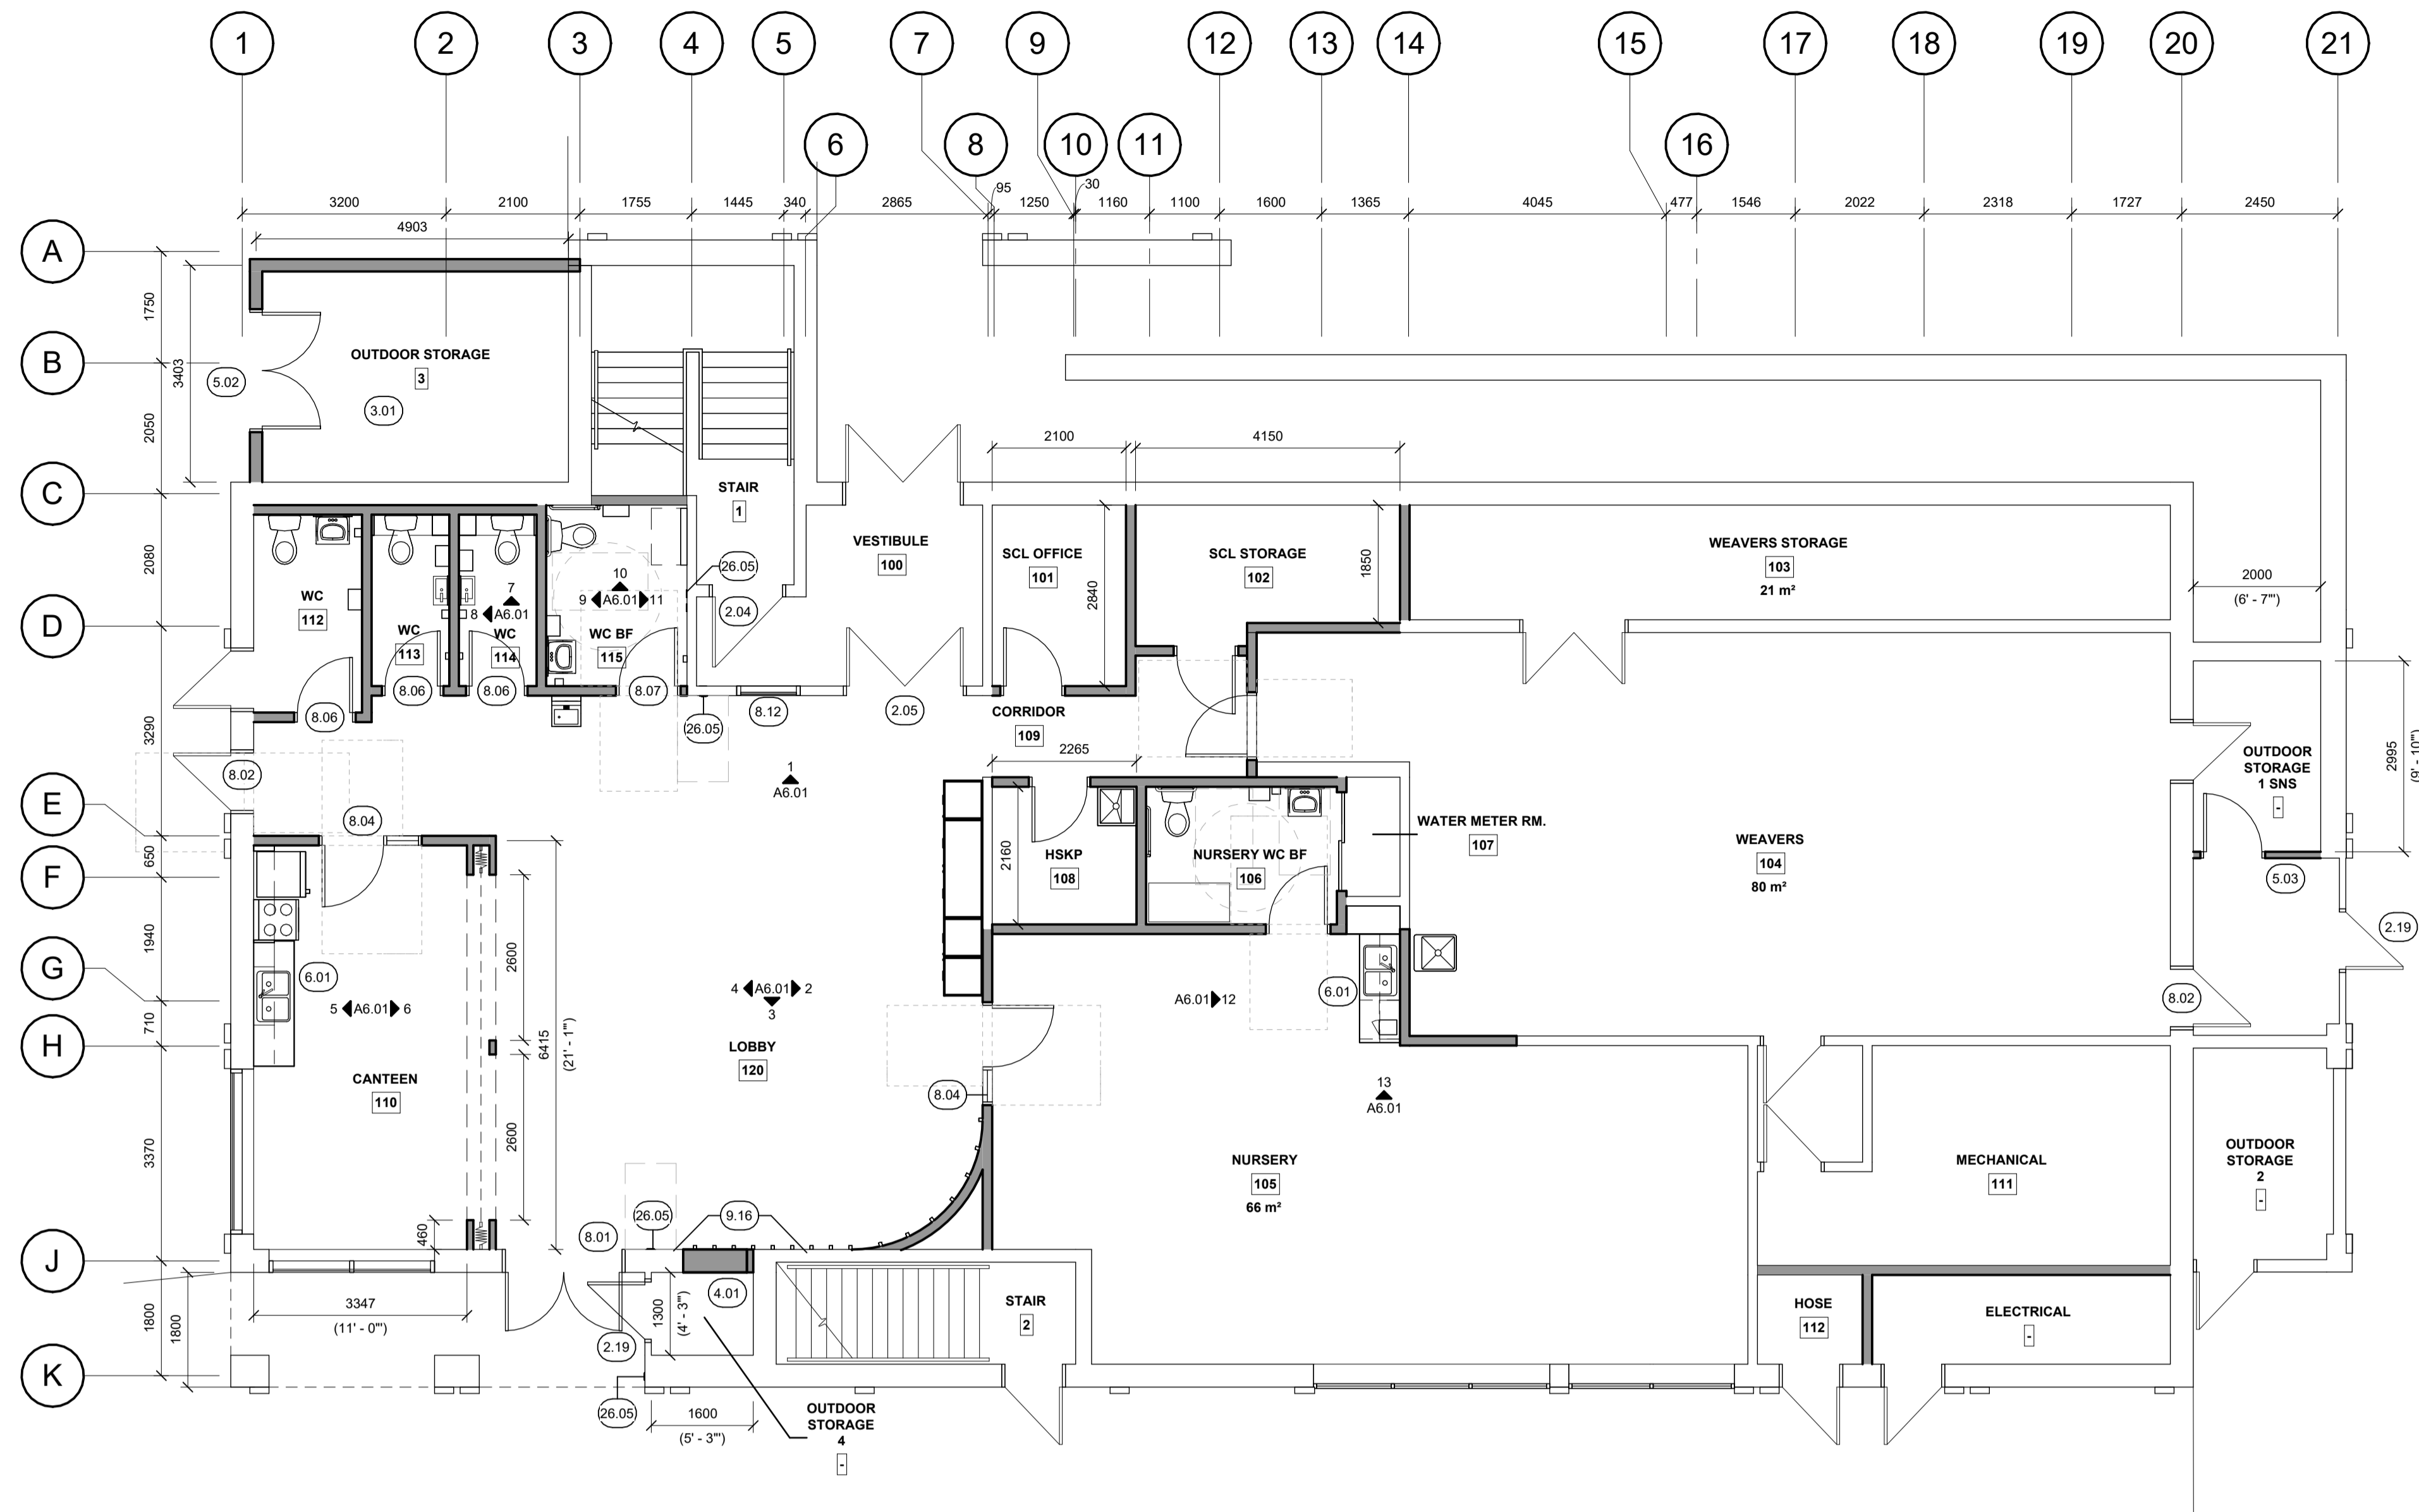 1 2 3 4 5 7 9 12 13 14 15 17 18 19 20 21
6 8 10 11 16
95 30
3200 2100 1755 1445 340 2865 1250 1160 1100 1600 1365 4045 477 1546 2022 2318 1727 2450
4903
A
1750
B
3403
5.02
OUTDOOR STORAGE
3
3.01
2050
C
2100 4150
STAIR
1
VESTIBULE
100
SCL OFFICE
101
2840
SCL STORAGE
102
1850
WEAVERS STORAGE
103
21 m²
2000
(6' - 7"')
2080
D
WC
112
WC
113
7
8 A6.01
WC
114
10
9 A6.01 11
WC BF
115
26.05
2.04
8.06
8.06
8.06
8.07
26.05
8.12
2.05
CORRIDOR
109
2265
3290
8.02
8.04
E
1
A6.01
2160
HSKP
108
NURSERY WC BF
106
WATER METER RM.
107
WEAVERS
104
80 m²
OUTDOOR
STORAGE
1 SNS
-
2995
(9' - 10"')
5.03
2.19
8.02
650
F
1940
G
710
H
3370
6.01
5 A6.01 6
2600
2600
6415
(21' - 1"')
CANTEEN
110
4 A6.01 2
3
LOBBY
120
A6.01 12
6.01
8.04
13
A6.01
NURSERY
105
66 m²
MECHANICAL
111
OUTDOOR
STORAGE
2
-
460
8.01
26.05
9.16
J
1800
1800
3347
(11' - 0"')
1300
(4' - 3"')
4.01
2.19
STAIR
2
HOSE
112
ELECTRICAL
-
K
26.05
1600
(5' - 3"')
OUTDOOR
STORAGE
4
-